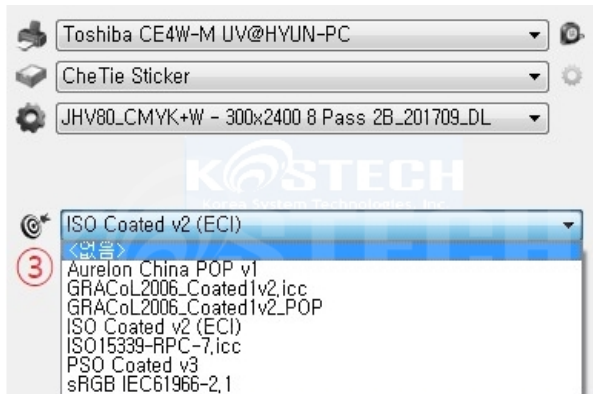 Toshiba CE4W-M UV@HYUN-PC
CheTie Sticker
JHV80_CMYK+W - 300x2400 8 Pass 2B_201709_DL
KOSTECH
Korea System Technologies, Inc.
ISO Coated v2 (ECI)
③
<없음>
Aurelon China POP v1
GRACoL2006_Coated1v2.icc
GRACoL2006_Coated1v2_POP
ISO Coated v2 (ECI)
ISO15339-RPC-7.icc
PSO Coated v3
sRGB IEC61966-2.1